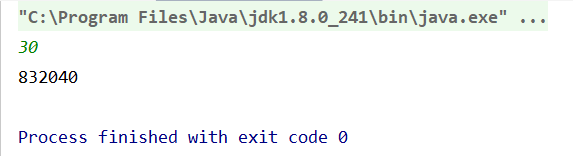 "C:\Program Files\Java\jdk1.8.0_241\bin\java.exe" ...
30
832040
Process finished with exit code 0